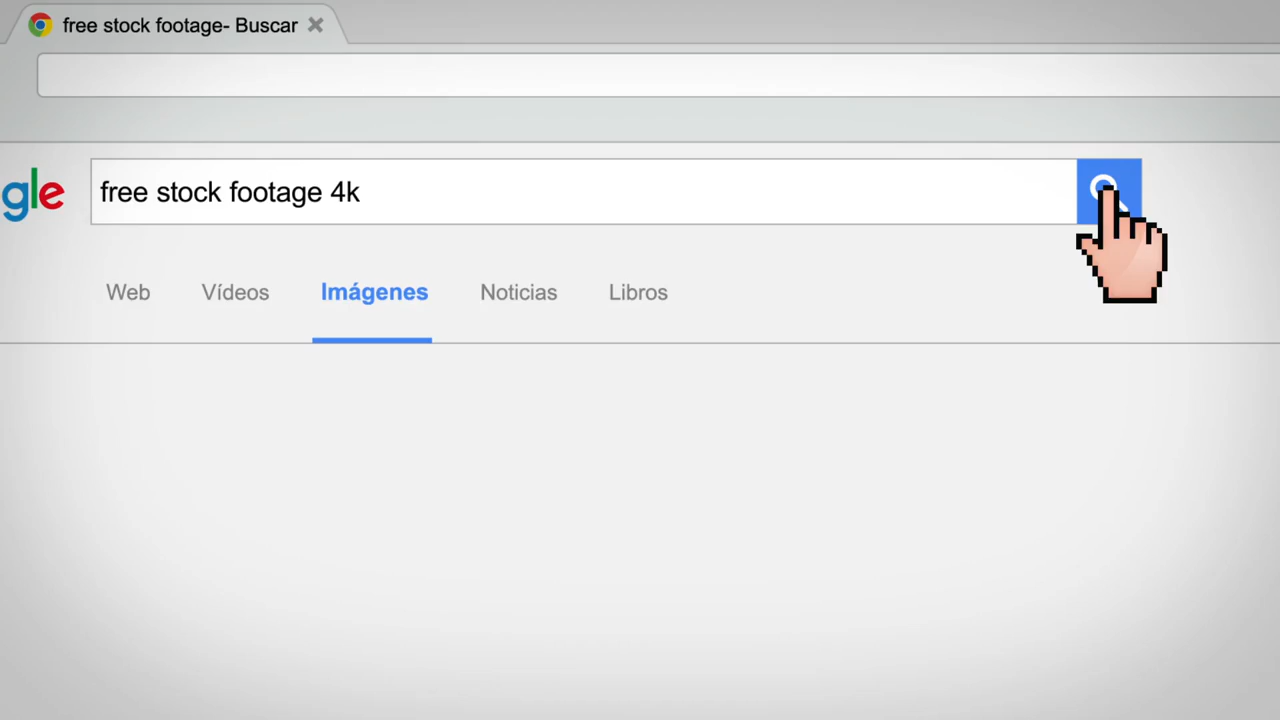 free stock footage- Buscar
gle
free stock footage 4k
Web Vídeos Imágenes Noticias Libros